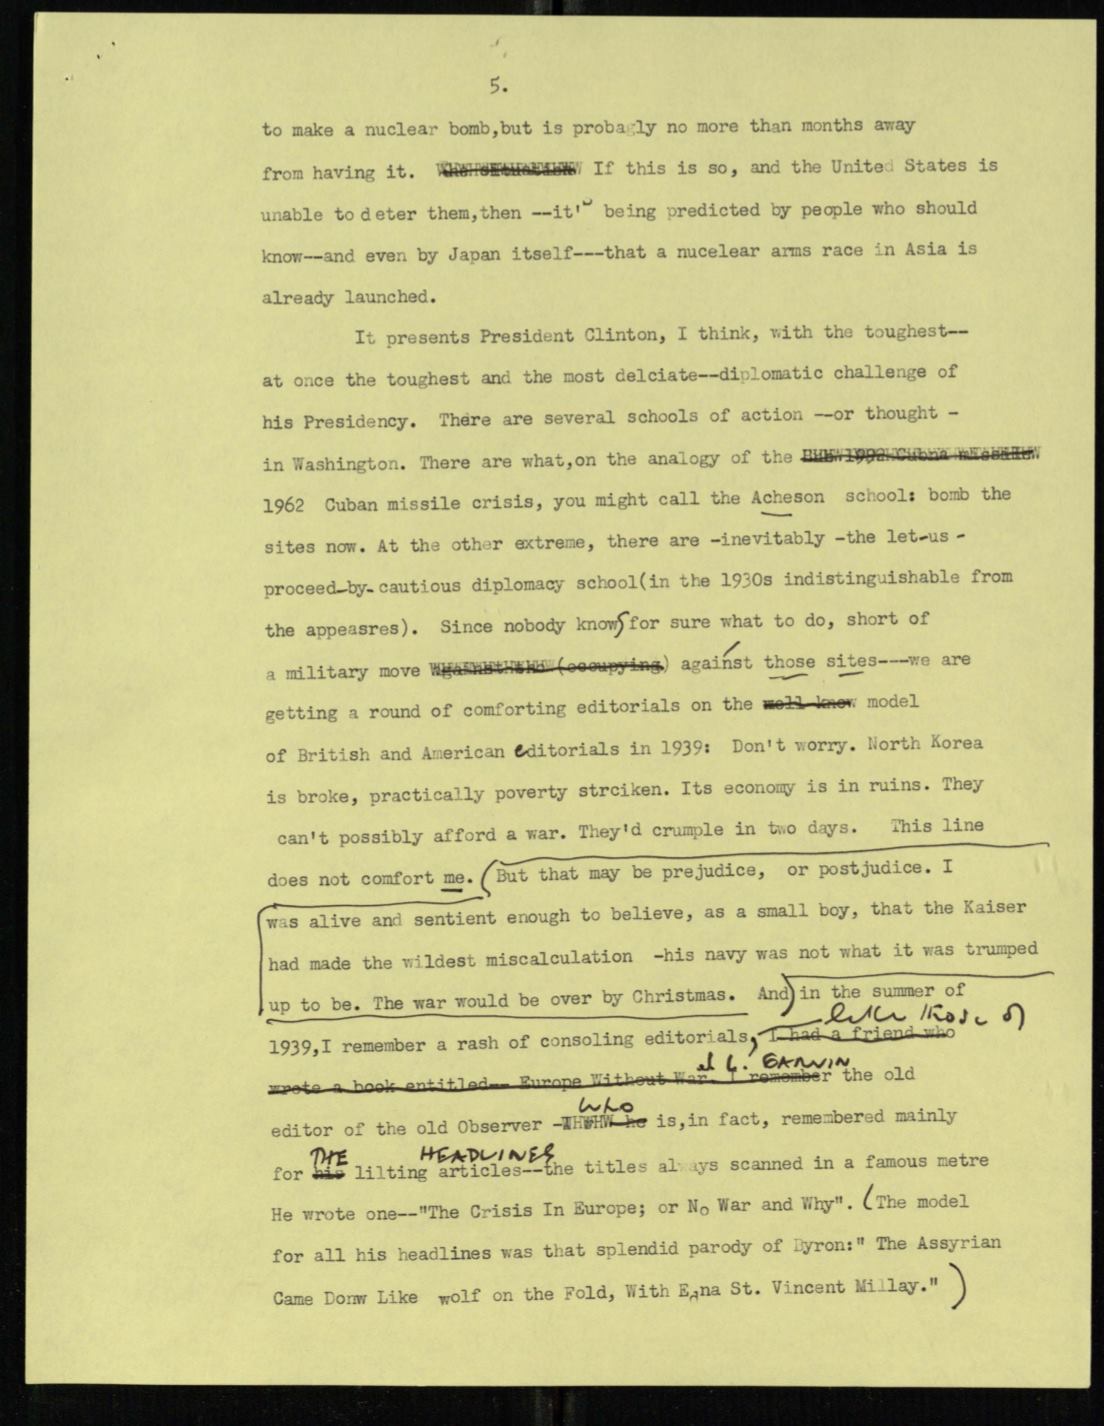 5.
to make a nuclear bomb,but is probagly no more than months away
from having it. If this is so, and the United States is
unable to deter them,then --it's being predicted by people who should
know--and even by Japan itself---that a nucelear arms race in Asia is
already launched.
It presents President Clinton, I think, with the toughest--
at once the toughest and the most delciate--diplomatic challenge of
his Presidency. There are several schools of action --or thought -
in Washington. There are what,on the analogy of the 1992 Cubna missile
1962 Cuban missile crisis, you might call the Acheson school: bomb the
sites now. At the other extreme, there are -inevitably -the let-us -
proceed-by-cautious diplomacy school(in the 1930s indistinguishable from
the appeasres). Since nobody knows for sure what to do, short of
a military move (occupying) against those sites---we are
getting a round of comforting editorials on the well know model
of British and American editorials in 1939: Don't worry. North Korea
is broke, practically poverty strciken. Its economy is in ruins. They
can't possibly afford a war. They'd crumple in two days. This line
does not comfort me. (But that may be prejudice, or postjudice. I
was alive and sentient enough to believe, as a small boy, that the Kaiser
had made the wildest miscalculation -his navy was not what it was trumped
up to be. The war would be over by Christmas. And) in the summer of
like those of
1939,I remember a rash of consoling editorials, I had a friend who
J L. GARVIN
wrote a book entitled-- Europe Without War. I remember the old
who
editor of the old Observer - he is,in fact, remembered mainly
THE HEADLINES
for his lilting articles--the titles always scanned in a famous metre
He wrote one--"The Crisis In Europe; or No War and Why". (The model
for all his headlines was that splendid parody of Byron:" The Assyrian
Came Donw Like wolf on the Fold, With Edna St. Vincent Millay.")